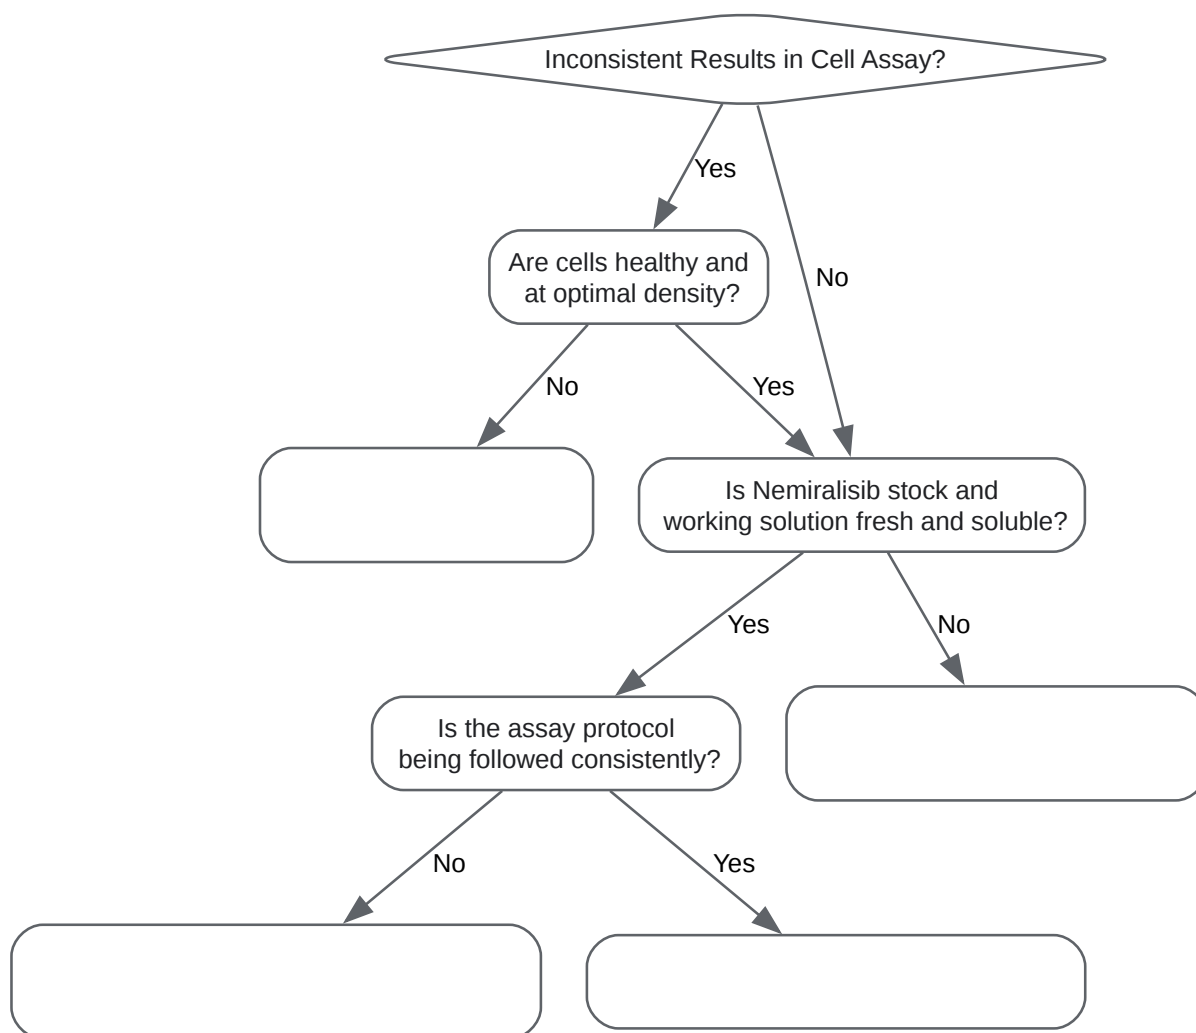 Inconsistent Results in Cell Assay?
Yes
Are cells healthy and
at optimal density?
No
No
Yes
Is Nemiralisib stock and
working solution fresh and soluble?
Yes
No
Is the assay protocol
being followed consistently?
No
Yes